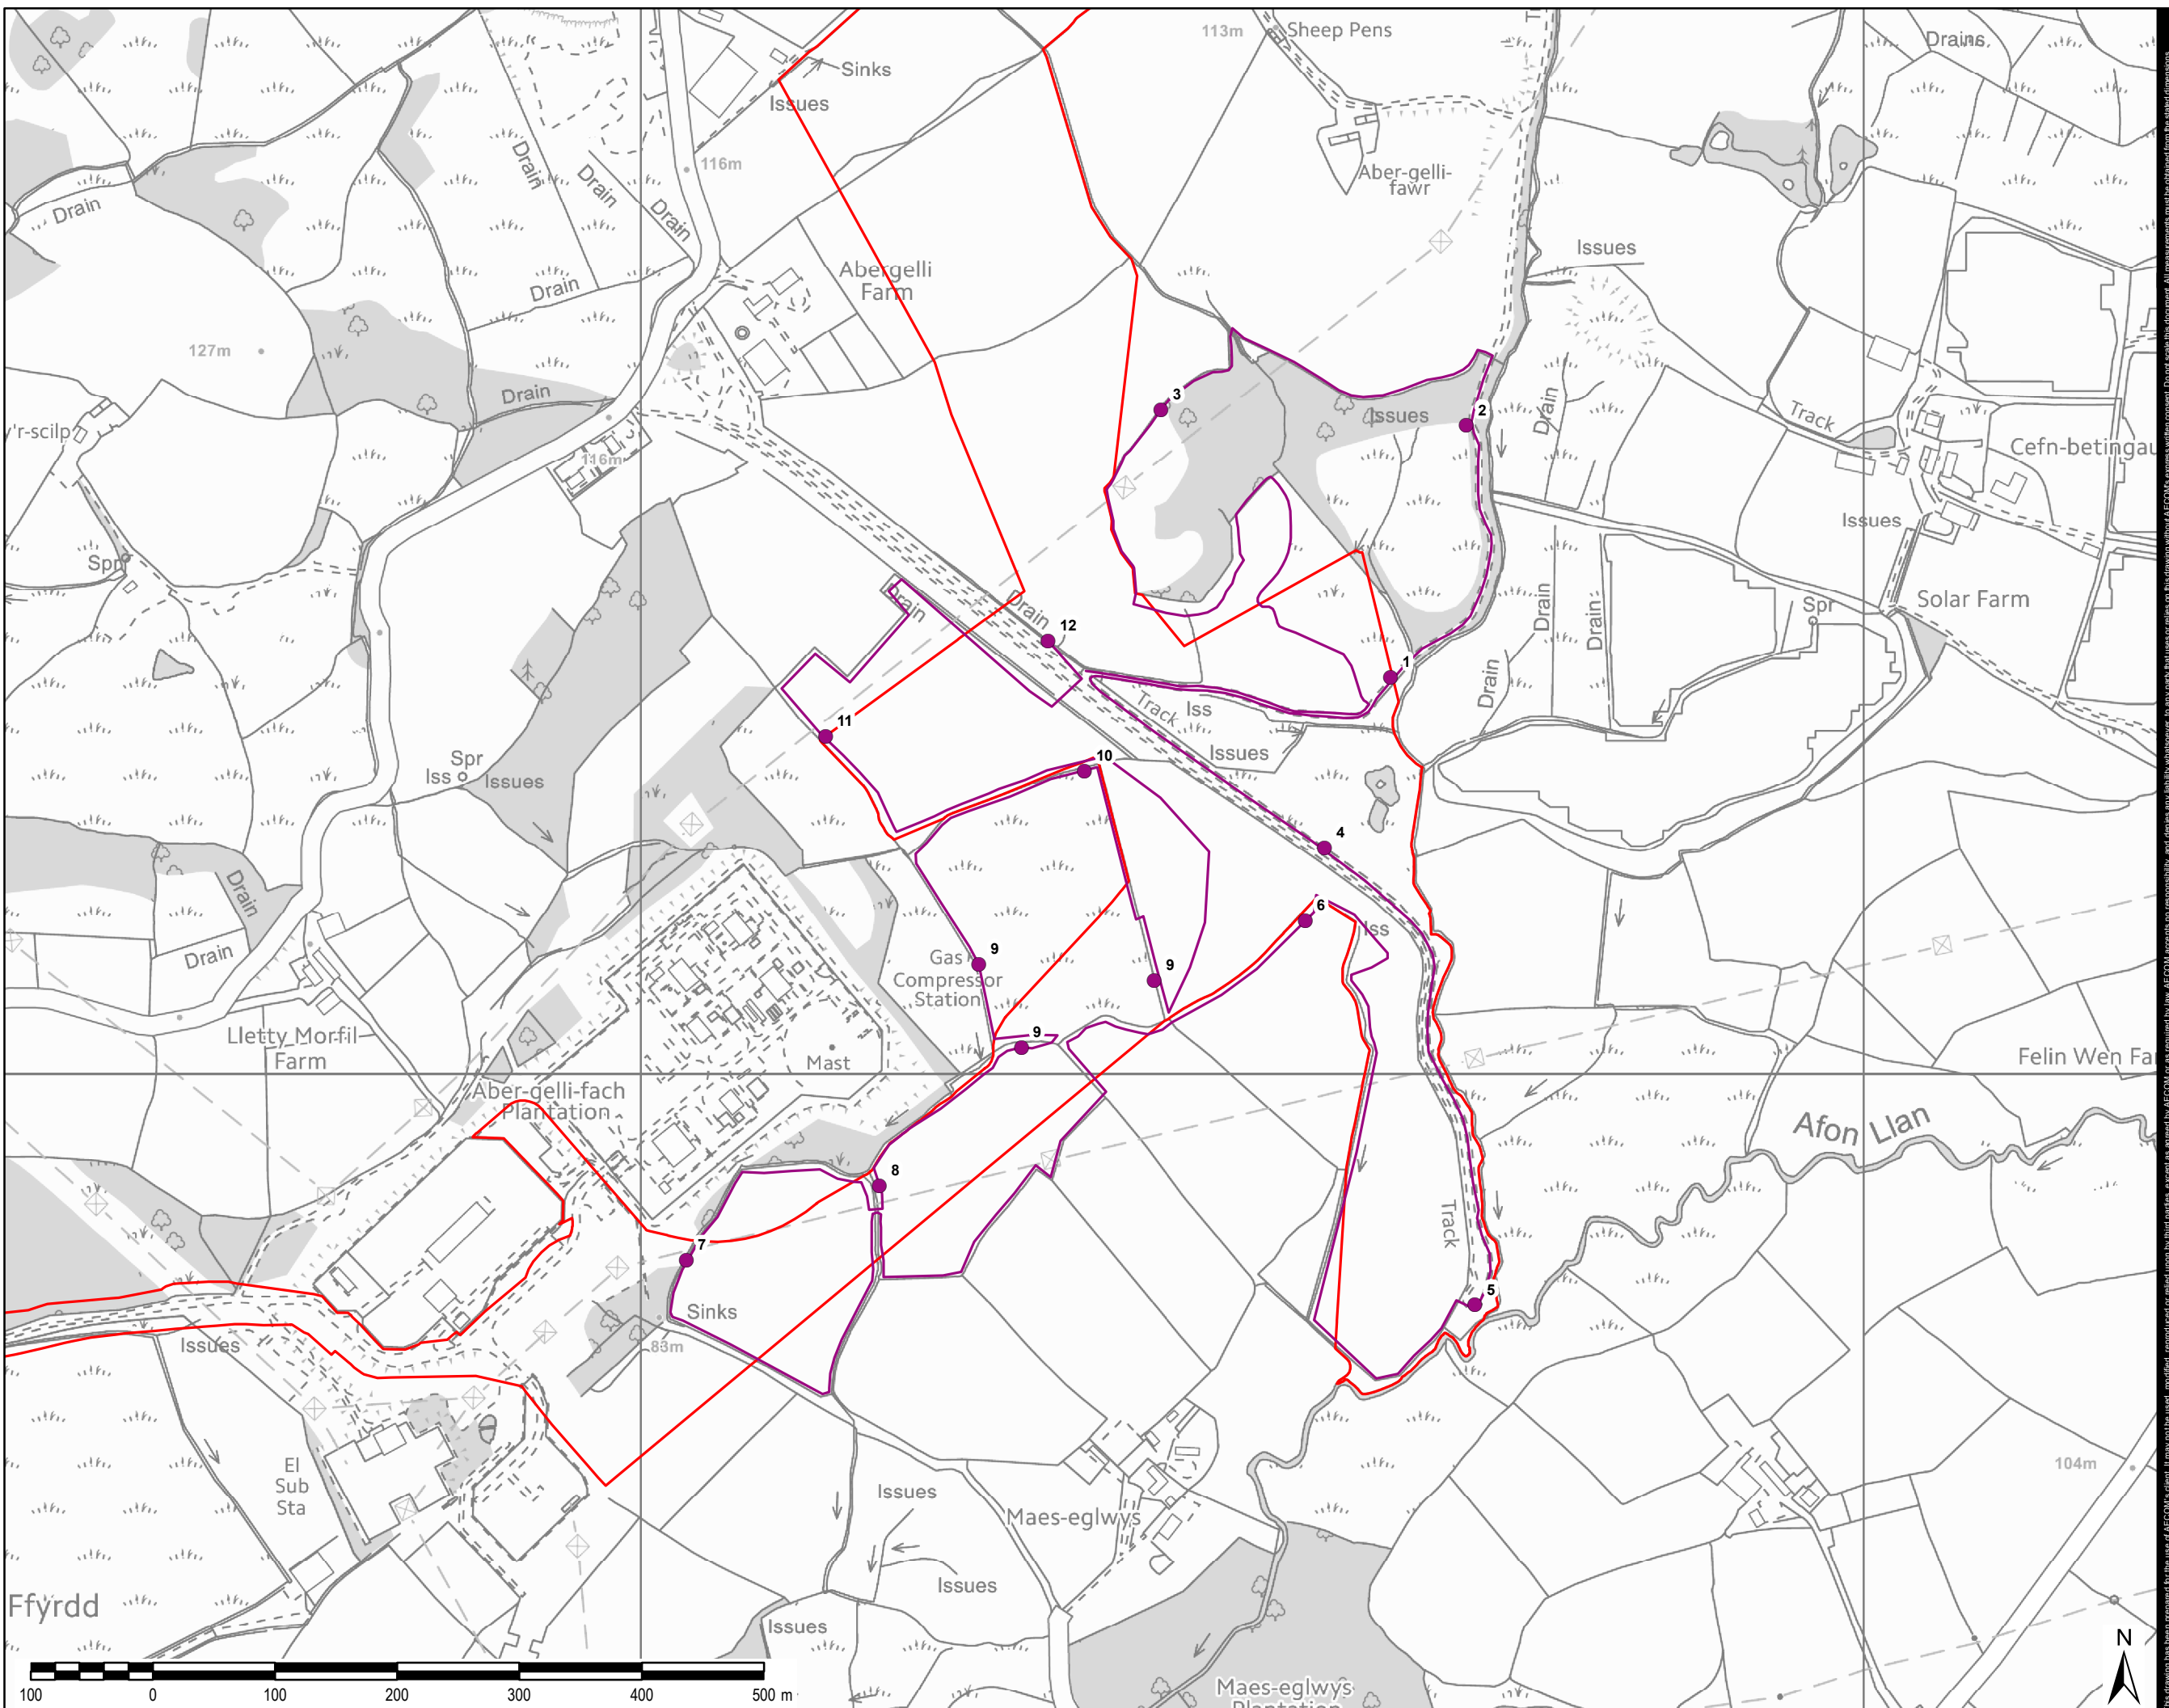 113m
Sheep Pens
Drains
Sinks
Issues
116m
Drain
Drain
Drain
Drain
Aber-gelli-
fawr
Issues
Abergelli
Farm
Drain
127m
Drain
Issues
Drain
Track
Cefn-betingau
y'r-scilp
116m
Issues
Spr
Drain
Drain
Drain
Drain
Spr
Solar Farm
Drain
Track
Iss
Issues
Spr
Iss
Issues
3
2
12
1
11
10
4
6
Iss
9
9
Gas
Compressor
Station
Drain
Drain
9
Lletty Morfil
Farm
Mast
Felin Wen Fa
Aber-gelli-fach
Plantation
Afon Llan
8
Track
7
5
Sinks
83m
Issues
El
Sub
Sta
104m
Issues
Maes-eglwys
Issues
Ffyrdd
Issues
Maes-eglwys
Plantation
N
100 0 100 200 300 400 500 m